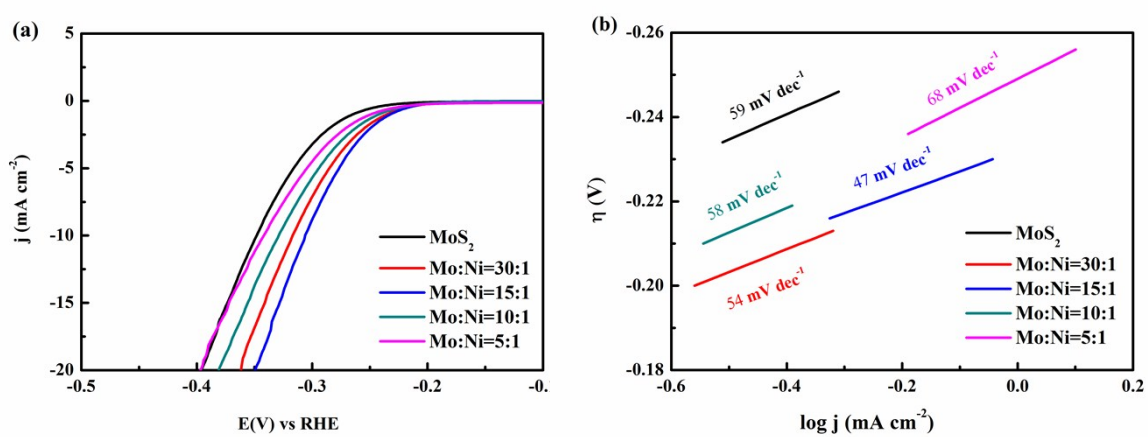 (a)
5
0
-5
-10
-15
-20
j (mA cm⁻²)
MoS₂
Mo:Ni=30:1
Mo:Ni=15:1
Mo:Ni=10:1
Mo:Ni=5:1
-0.5
-0.4
-0.3
-0.2
-0.
E(V) vs RHE
(b)
-0.26
-0.24
-0.22
-0.20
-0.18
η (V)
59 mV dec⁻¹
68 mV dec⁻¹
47 mV dec⁻¹
58 mV dec⁻¹
54 mV dec⁻¹
MoS₂
Mo:Ni=30:1
Mo:Ni=15:1
Mo:Ni=10:1
Mo:Ni=5:1
-0.6
-0.4
-0.2
0.0
0.2
log j (mA cm⁻²)